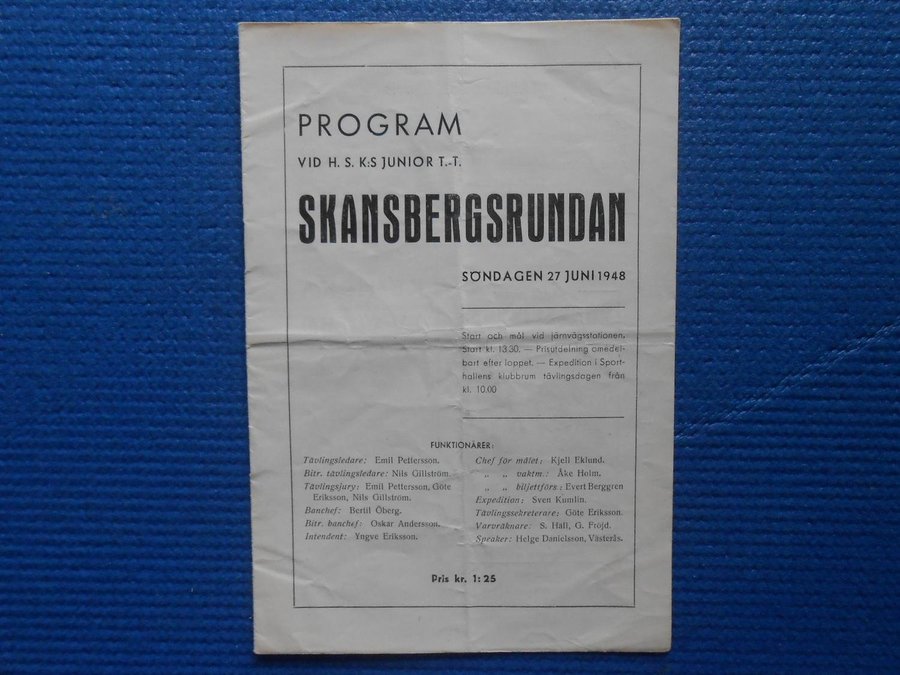 PROGRAM
VID H. S. K:S JUNIOR T.-T.
SKANSBERGSRUNDAN
SÖNDAGEN 27 JUNI 1948
Start och mål vid järnvägsstationen.
Start kl. 13.30. — Prisutdelning omedel-
bart efter loppet. — Expedition i Sport-
hallens klubbrum tävlingsdagen från
kl. 10.00
FUNKTIONÄRER:
Tävlingsledare: Emil Pettersson.
Bitr. tävlingsledare: Nils Gillström.
Tävlingsjury: Emil Pettersson, Göte
Eriksson, Nils Gillström.
Banchef: Bertil Öberg.
Bitr. banchef: Oskar Andersson.
Intendent: Yngve Eriksson.
Chef för målet: Kjell Eklund.
„ „ vaktm.: Åke Holm.
„ „ biljettförs.: Evert Berggren
Expedition: Sven Kumlin.
Tävlingssekreterare: Göte Eriksson.
Varvräknare: S. Häll, G. Fröjd.
Speaker: Helge Danielsson, Västerås.
Pris kr. 1:25